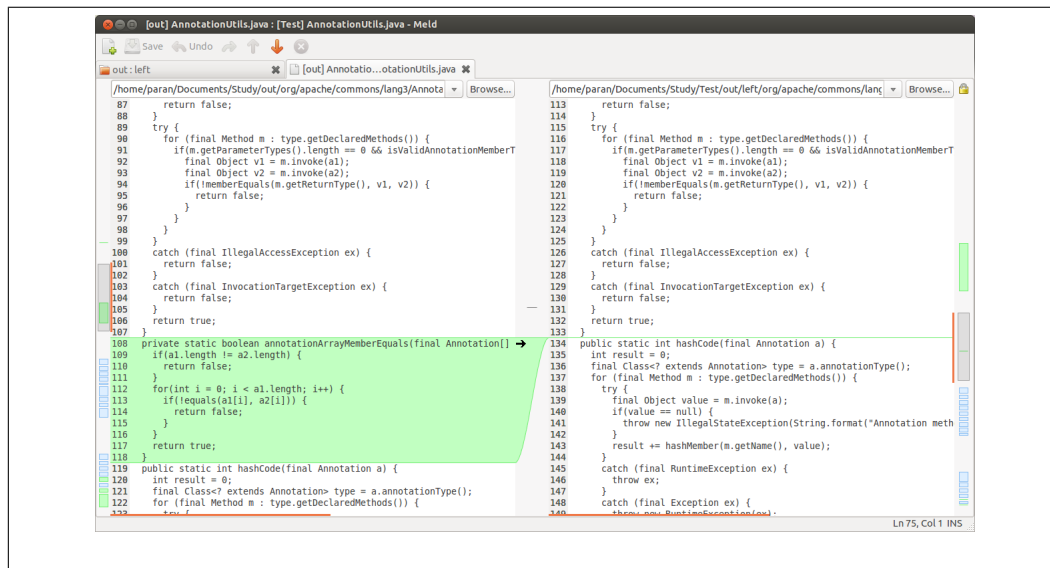 [out] AnnotationUtils.java : [Test] AnnotationUtils.java - Meld
Save Undo
out : left
[out] Annotatio…otationUtils.java
/home/paran/Documents/Study/out/org/apache/commons/lang3/Annota Browse...
87 return false;
88 }
89 try {
90 for (final Method m : type.getDeclaredMethods()) {
91 if(m.getParameterTypes().length == 0 && isValidAnnotationMemberT
92 final Object v1 = m.invoke(a1);
93 final Object v2 = m.invoke(a2);
94 if(!memberEquals(m.getReturnType(), v1, v2)) {
95 return false;
96 }
97 }
98 }
99 }
100 catch (final IllegalAccessException ex) {
101 return false;
102 }
103 catch (final InvocationTargetException ex) {
104 return false;
105 }
106 return true;
107 }
108 private static boolean annotationArrayMemberEquals(final Annotation[]
109 if(a1.length != a2.length) {
110 return false;
111 }
112 for(int i = 0; i < a1.length; i++) {
113 if(!equals(a1[i], a2[i])) {
114 return false;
115 }
116 }
117 return true;
118 }
119 public static int hashCode(final Annotation a) {
120 int result = 0;
121 final Class<? extends Annotation> type = a.annotationType();
122 for (final Method m : type.getDeclaredMethods()) {
123 try {
/home/paran/Documents/Study/Test/out/left/org/apache/commons/lang Browse...
113 return false;
114 }
115 try {
116 for (final Method m : type.getDeclaredMethods()) {
117 if(m.getParameterTypes().length == 0 && isValidAnnotationMemberT
118 final Object v1 = m.invoke(a1);
119 final Object v2 = m.invoke(a2);
120 if(!memberEquals(m.getReturnType(), v1, v2)) {
121 return false;
122 }
123 }
124 }
125 }
126 catch (final IllegalAccessException ex) {
127 return false;
128 }
129 catch (final InvocationTargetException ex) {
130 return false;
131 }
132 return true;
133 }
134 public static int hashCode(final Annotation a) {
135 int result = 0;
136 final Class<? extends Annotation> type = a.annotationType();
137 for (final Method m : type.getDeclaredMethods()) {
138 try {
139 final Object value = m.invoke(a);
140 if(value == null) {
141 throw new IllegalStateException(String.format("Annotation meth
142 }
143 result += hashMember(m.getName(), value);
144 }
145 catch (final RuntimeException ex) {
146 throw ex;
147 }
148 catch (final Exception ex) {
149 throw new RuntimeException(ex);
Ln 75, Col 1 INS